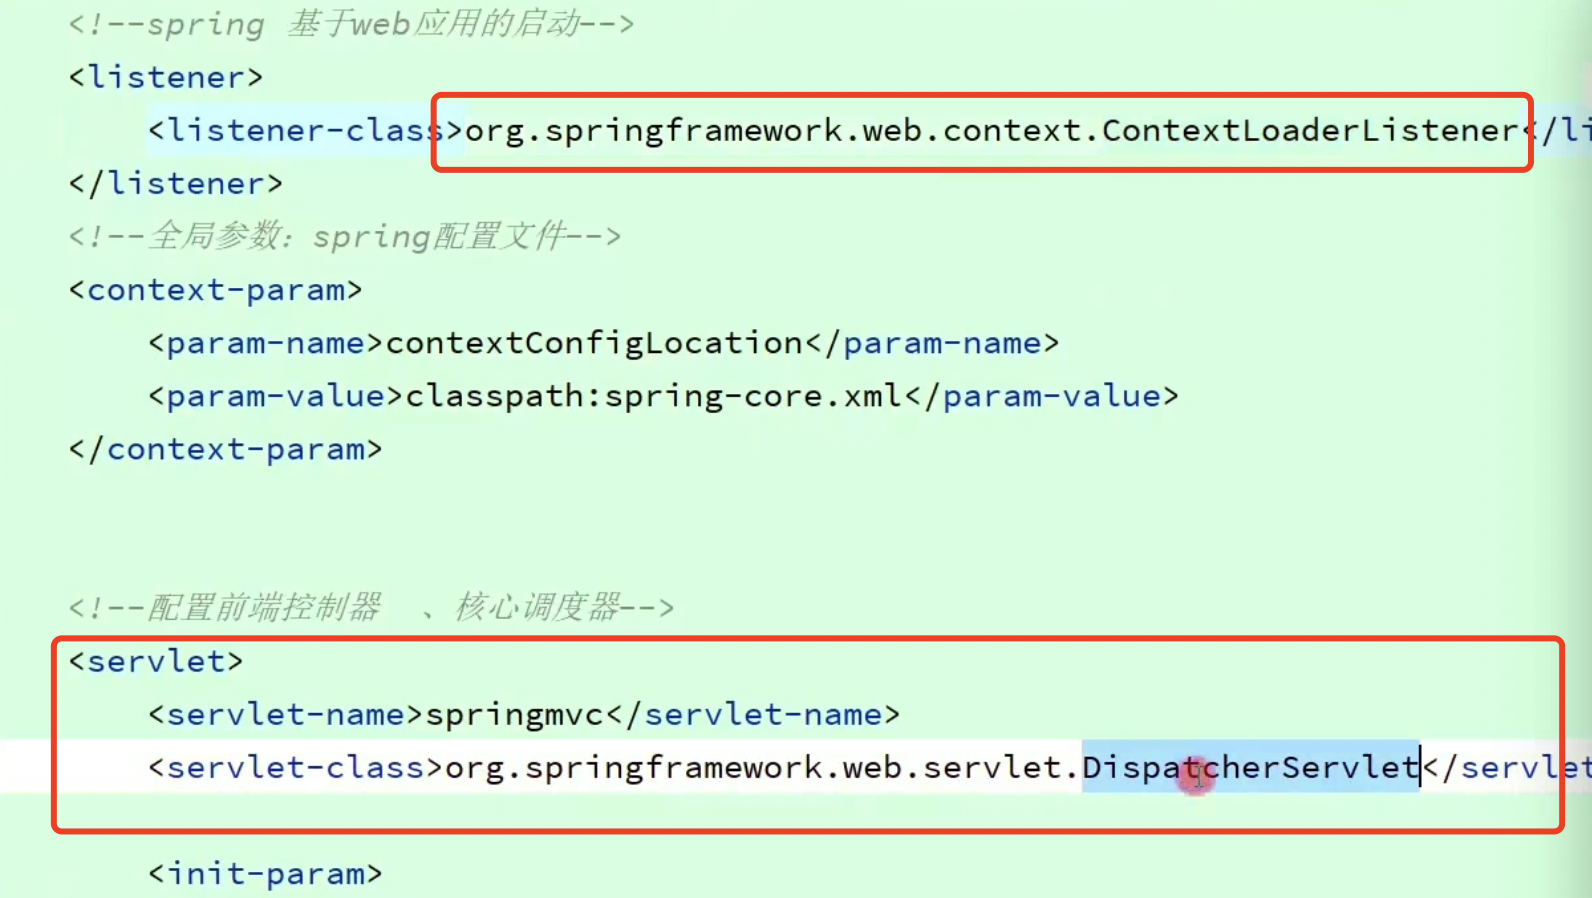 <!--spring 基于web应用的启动-->
<listener>
<listener-class>org.springframework.web.context.ContextLoaderListener</li
</listener>
<!--全局参数：spring配置文件-->
<context-param>
<param-name>contextConfigLocation</param-name>
<param-value>classpath:spring-core.xml</param-value>
</context-param>
<!--配置前端控制器 、核心调度器-->
<servlet>
<servlet-name>springmvc</servlet-name>
<servlet-class>org.springframework.web.servlet.DispatcherServlet</servlet
<init-param>